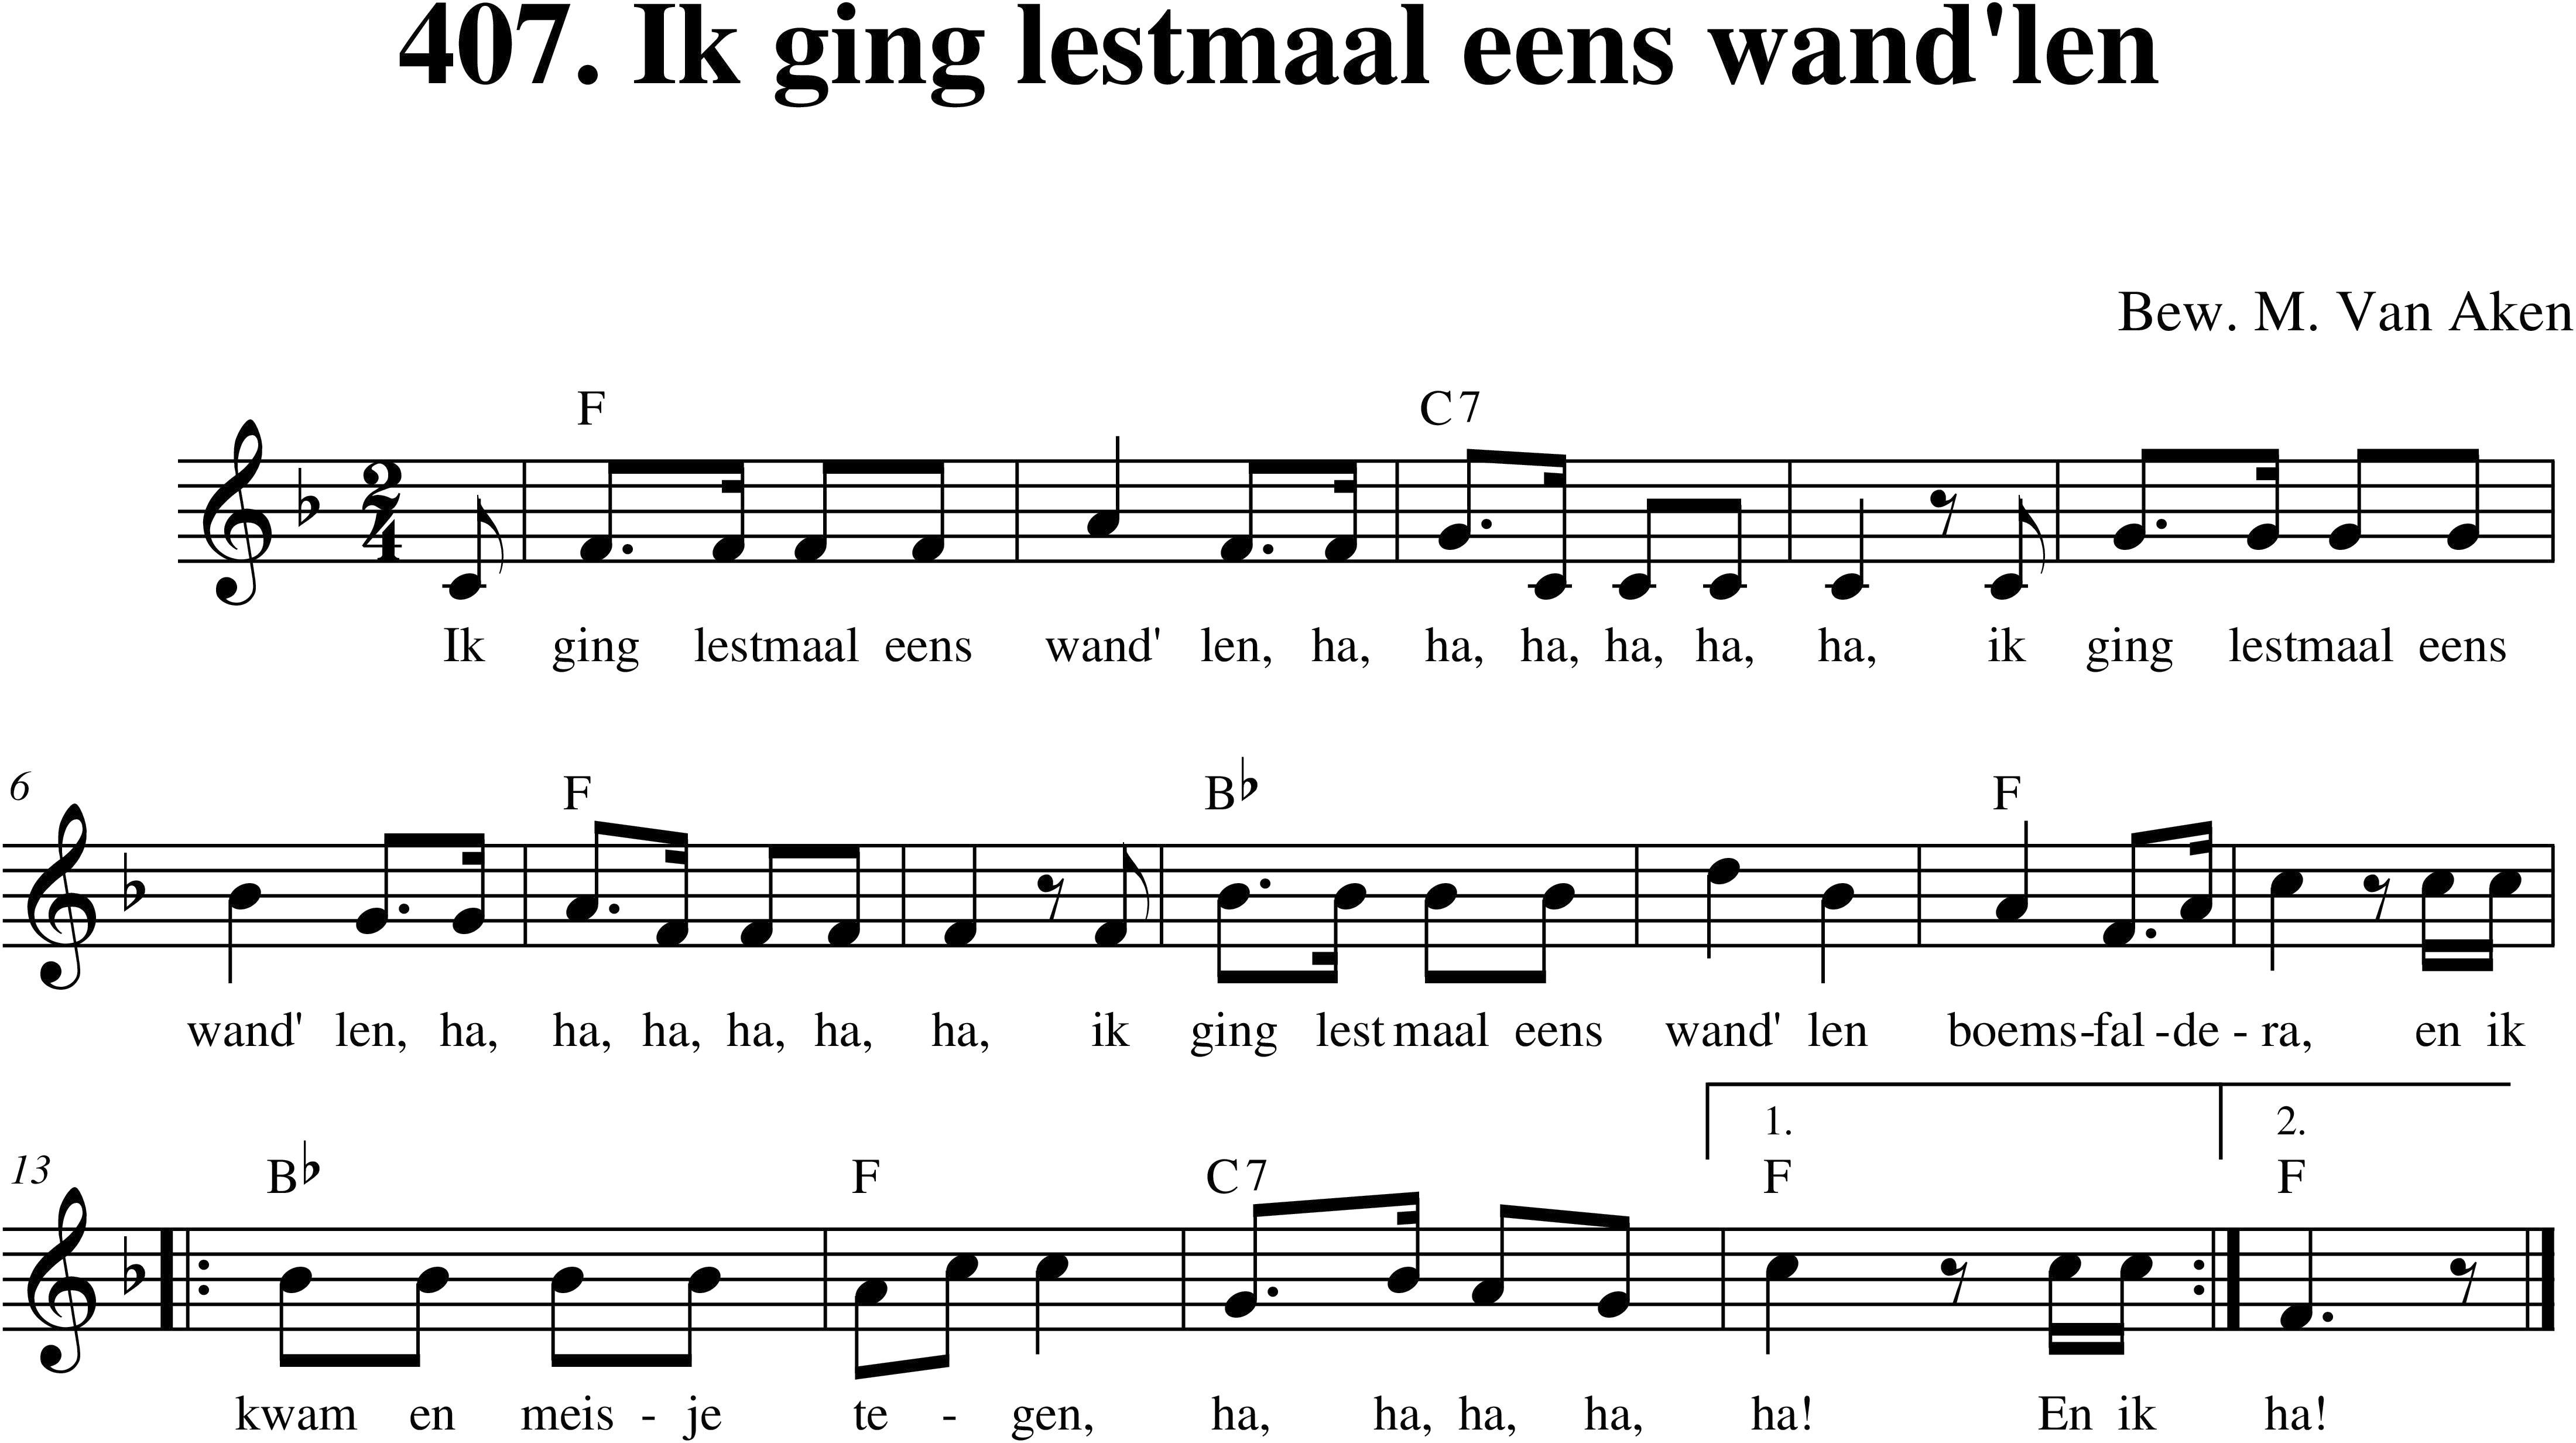 407. Ik ging lestmaal eens wand'len
Bew. M. Van Aken
F C7
Ik ging lestmaal eens wand' len, ha, ha, ha, ha, ha, ha, ik ging lestmaal eens
6 F B♭ F
wand' len, ha, ha, ha, ha, ha, ha, ik ging lest maal eens wand' len boems-fal -de - ra, en ik
1. 2.
13 B♭ F C7 F F
kwam en meis - je te - gen, ha, ha, ha, ha, ha! En ik ha!